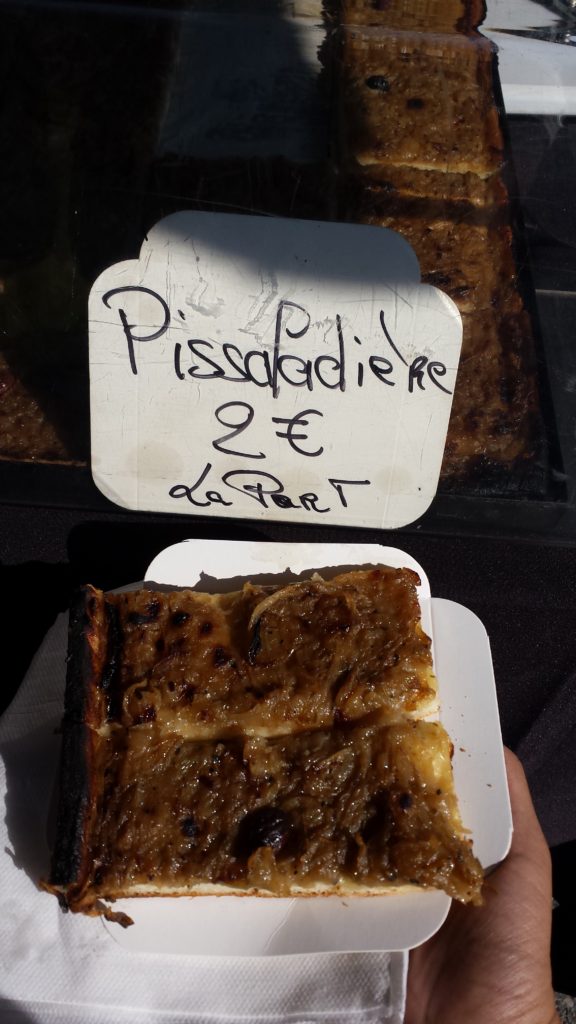 Pissaladière
2 €
La Part